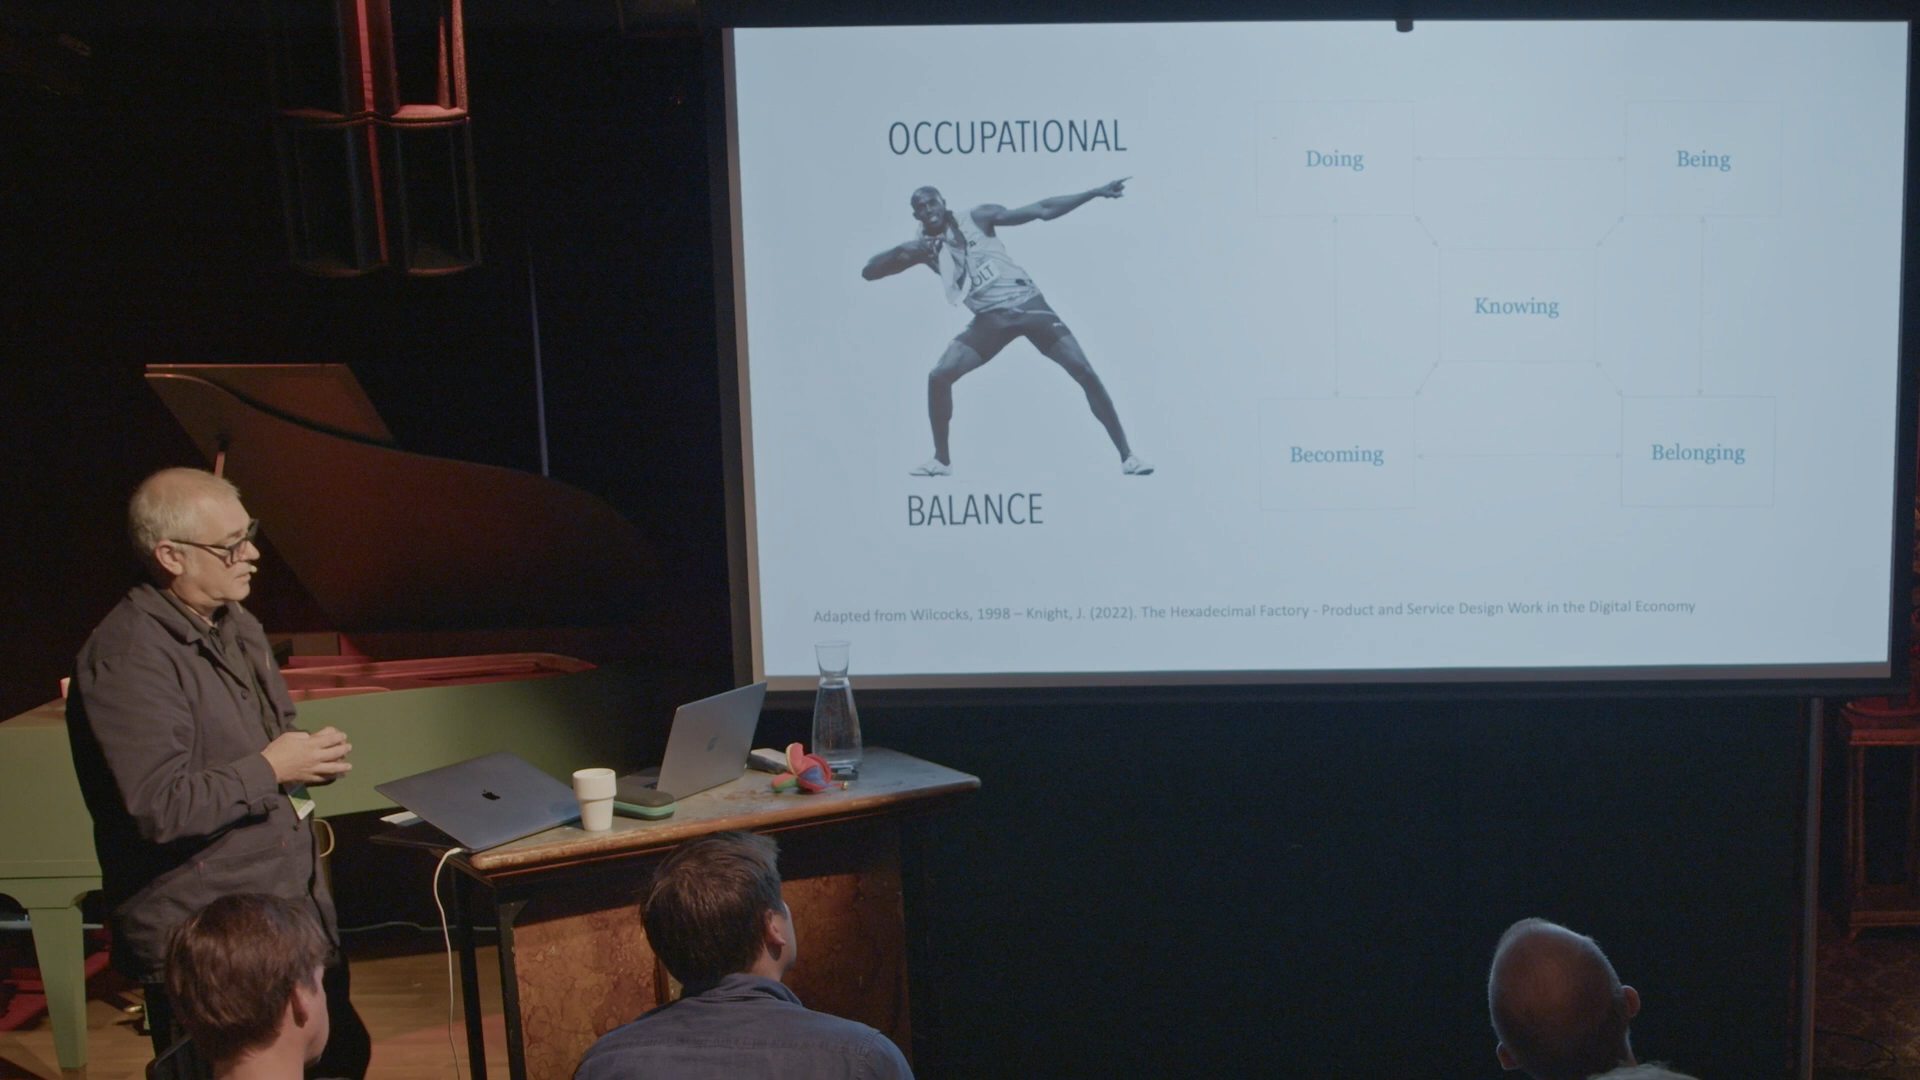 OCCUPATIONAL
OLT
BALANCE
Doing
Being
Knowing
Becoming
Belonging
Adapted from Wilcocks, 1998 – Knight, J. (2022). The Hexadecimal Factory - Product and Service Design Work in the Digital Economy